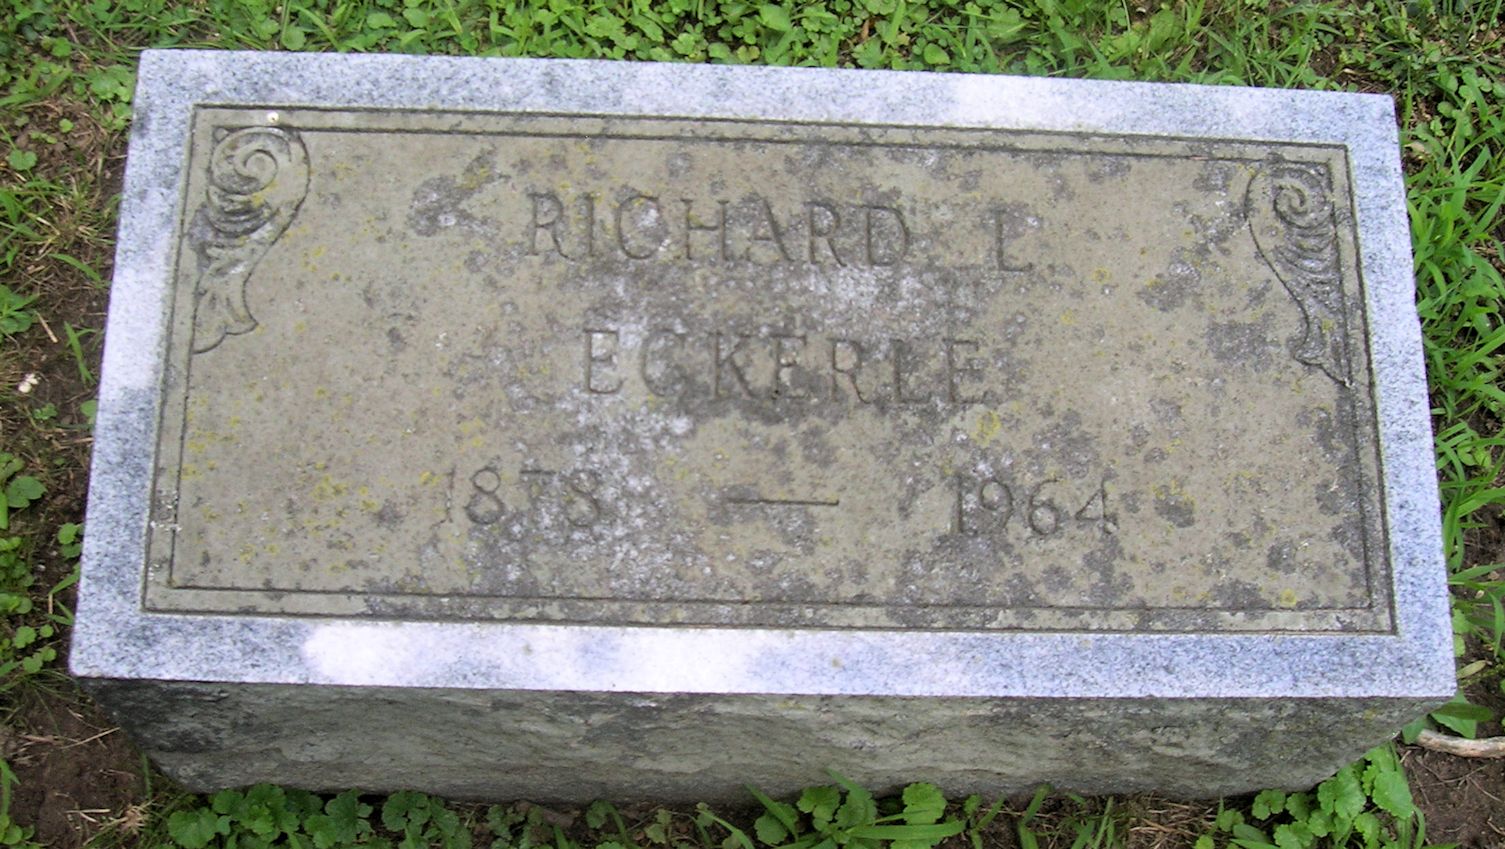 RICHARD L.
ECKERLE
1878 — 1964